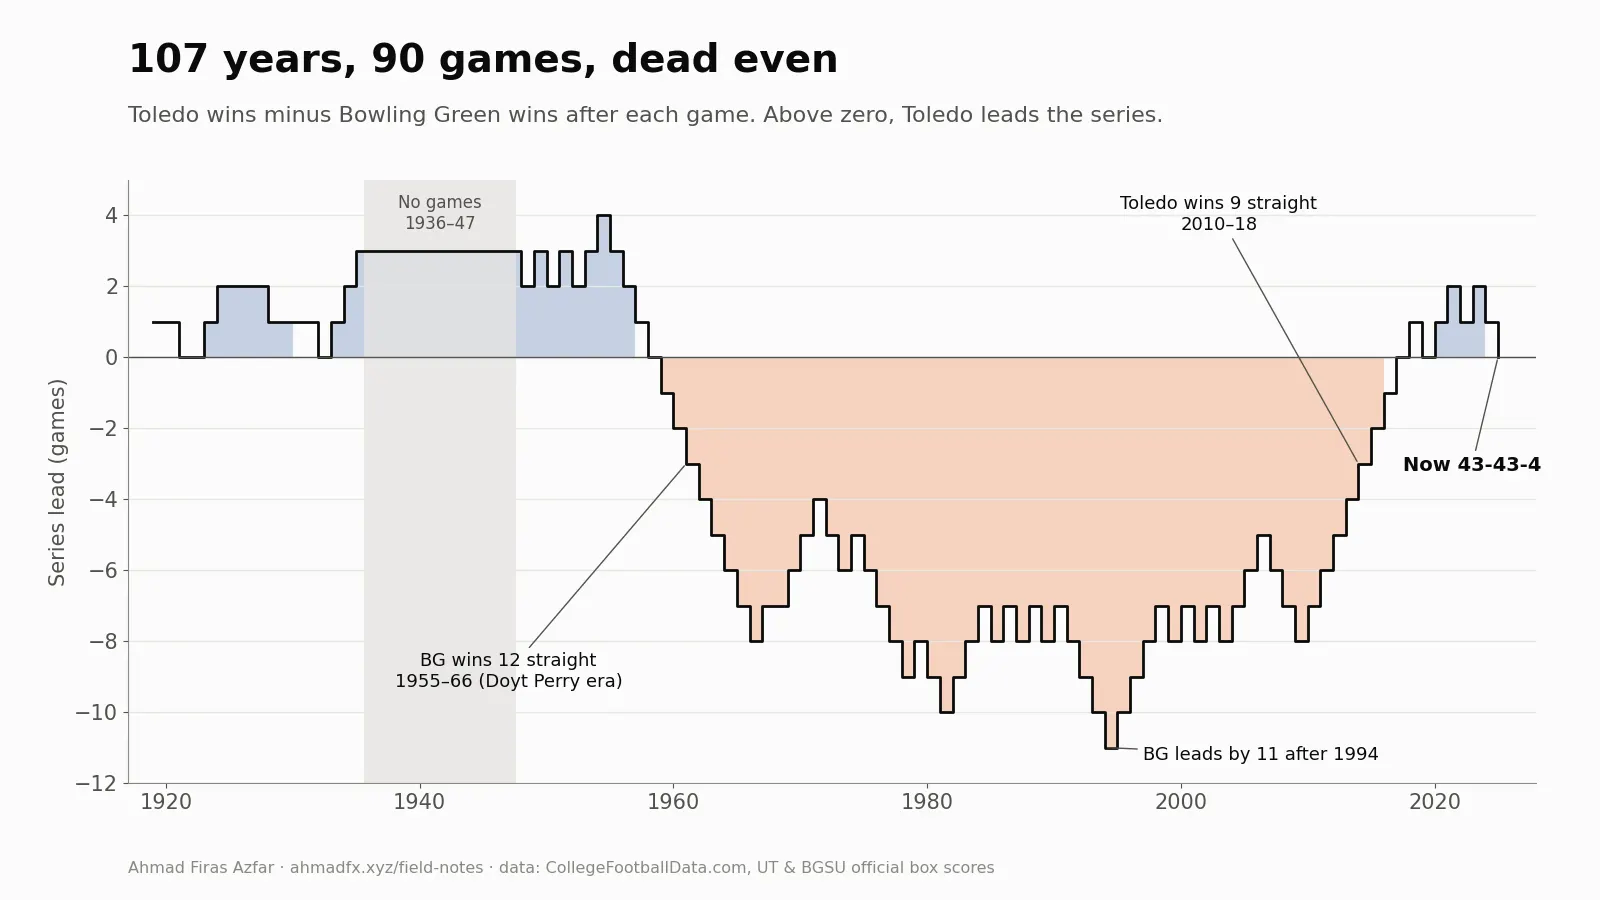 107 years, 90 games, dead even
Toledo wins minus Bowling Green wins after each game. Above zero, Toledo leads the series.
No games
1936–47
Toledo wins 9 straight
2010–18
4
2
0
−2
−4
−6
−8
−10
−12
Series lead (games)
Now 43-43-4
BG wins 12 straight
1955–66 (Doyt Perry era)
BG leads by 11 after 1994
1920
1940
1960
1980
2000
2020
Ahmad Firas Azfar · ahmadfx.xyz/field-notes · data: CollegeFootballData.com, UT & BGSU official box scores